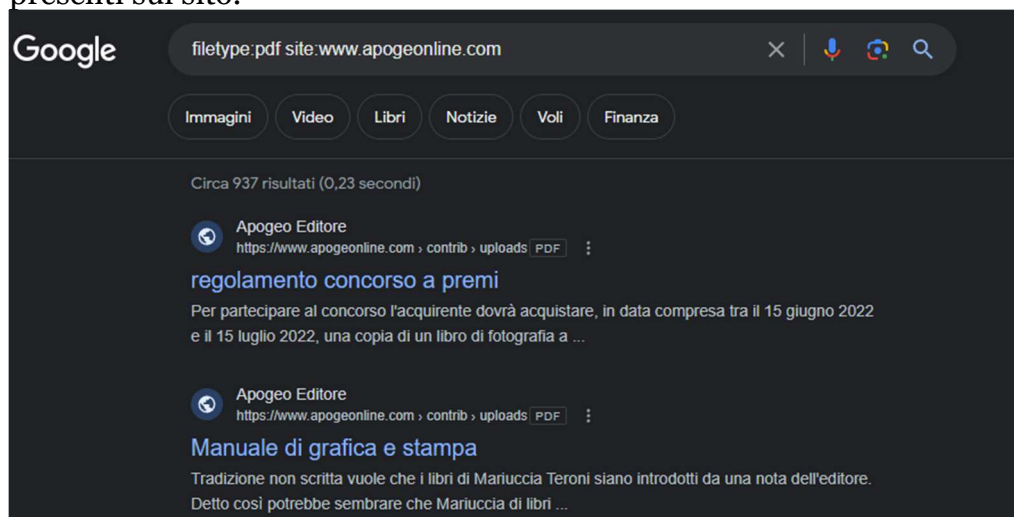 presenti sul sito.
Google
filetype:pdf site:www.apogeonline.com
Immagini Video Libri Notizie Voli Finanza
Circa 937 risultati (0,23 secondi)
Apogeo Editore
https://www.apogeonline.com › contrib › uploads PDF
regolamento concorso a premi
Per partecipare al concorso l'acquirente dovrà acquistare, in data compresa tra il 15 giugno 2022
e il 15 luglio 2022, una copia di un libro di fotografia a ...
Apogeo Editore
https://www.apogeonline.com › contrib › uploads PDF
Manuale di grafica e stampa
Tradizione non scritta vuole che i libri di Mariuccia Teroni siano introdotti da una nota dell'editore.
Detto così potrebbe sembrare che Mariuccia di libri ...